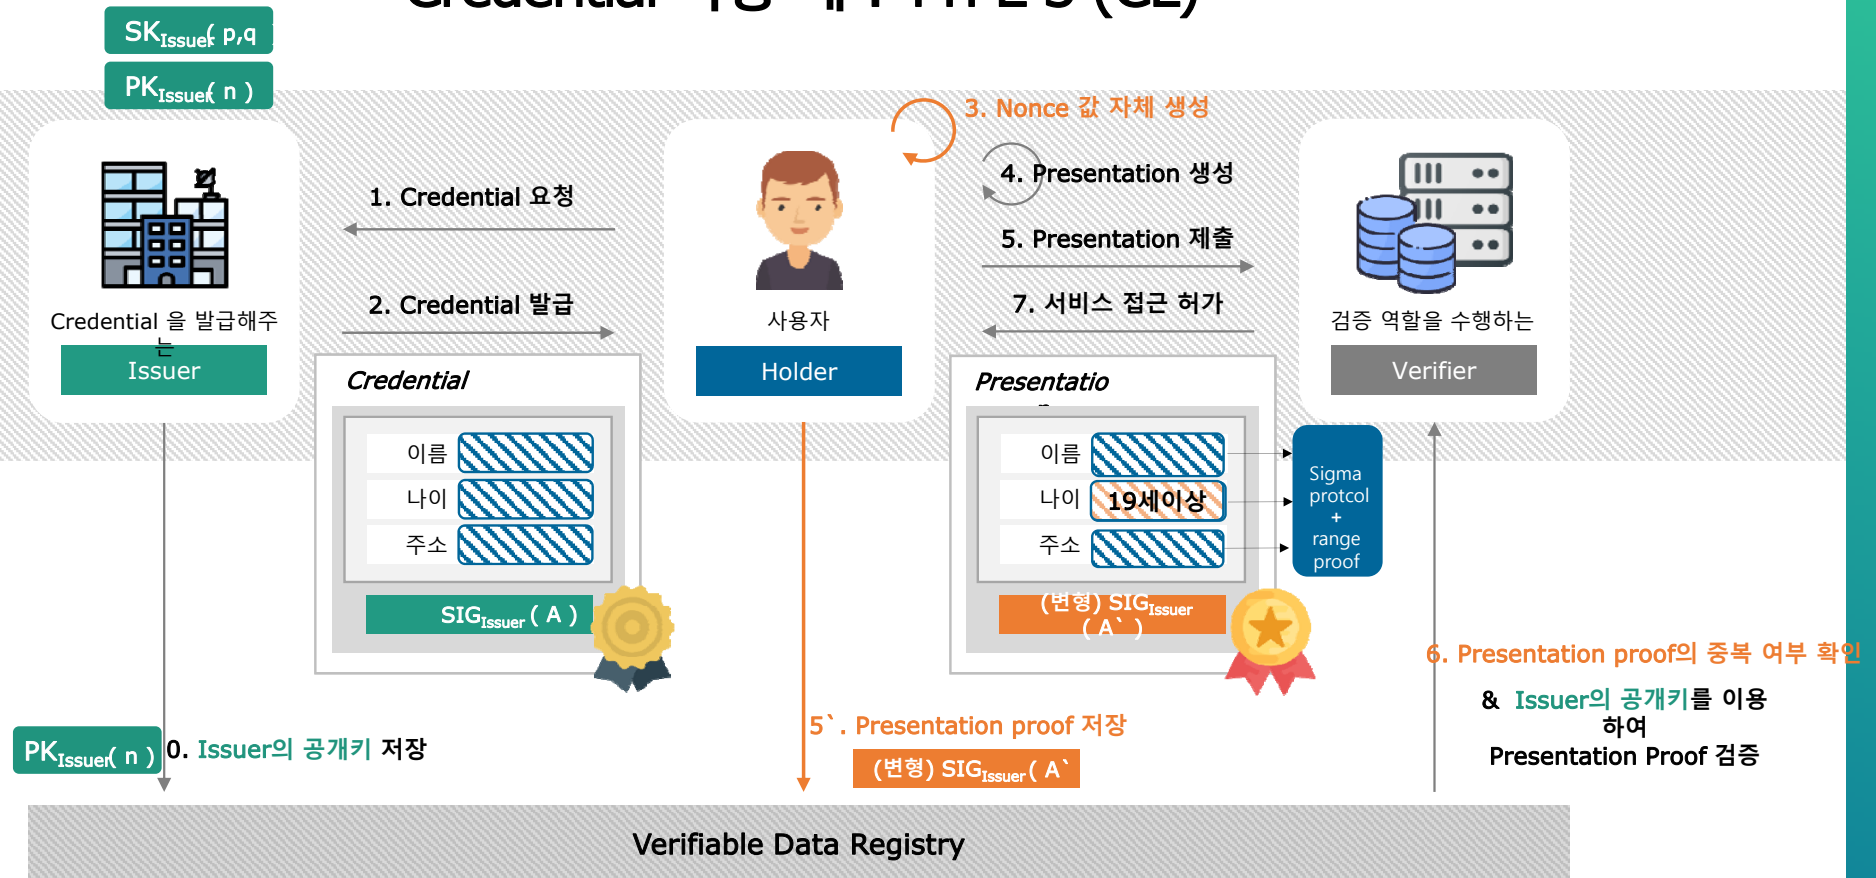 Credential TYPE 3 (CL)
SKIssuer( p,q
PKIssuer( n )
3. Nonce 값 자체 생성
4. Presentation 생성
1. Credential 요청
5. Presentation 제출
2. Credential 발급
7. 서비스 접근 허가
Credential 을 발급해주
는
Issuer
사용자
Holder
검증 역할을 수행하는
Verifier
Credential
이름
나이
주소
SIGIssuer ( A )
Presentatio
n
이름
나이
19세이상
주소
Sigma
protcol
+
range
proof
(변형) SIGIssuer
( A` )
6. Presentation proof의 중복 여부 확인
& Issuer의 공개키를 이용
하여
Presentation Proof 검증
5`. Presentation proof 저장
(변형) SIGIssuer ( A`
PKIssuer( n )
0. Issuer의 공개키 저장
Verifiable Data Registry